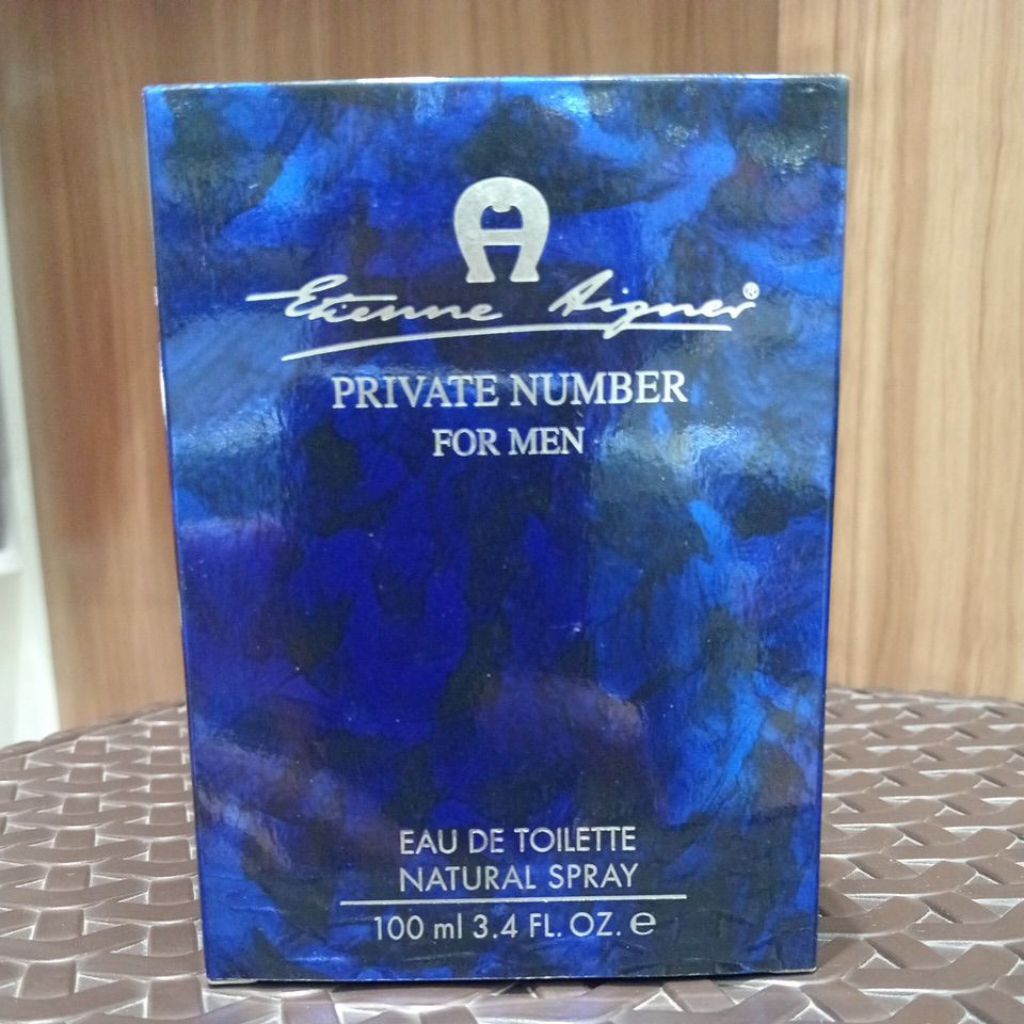 Etienne Aigner®
PRIVATE NUMBER
FOR MEN
EAU DE TOILETTE
NATURAL SPRAY
100 ml 3.4 FL. OZ. ℮